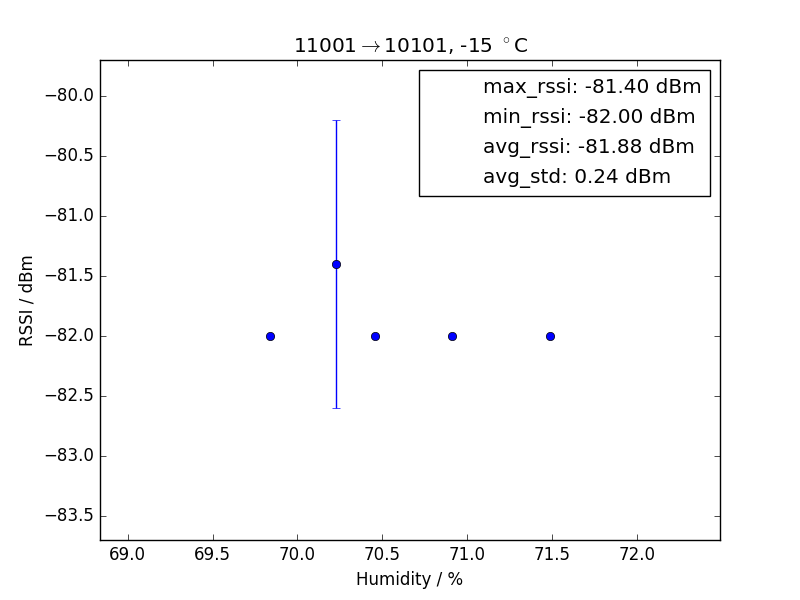 11001→10101, -15 °C
max_rssi: -81.40 dBm
min_rssi: -82.00 dBm
avg_rssi: -81.88 dBm
avg_std: 0.24 dBm
RSSI / dBm
−80.0
−80.5
−81.0
−81.5
−82.0
−82.5
−83.0
−83.5
69.0 69.5 70.0 70.5 71.0 71.5 72.0
Humidity / %